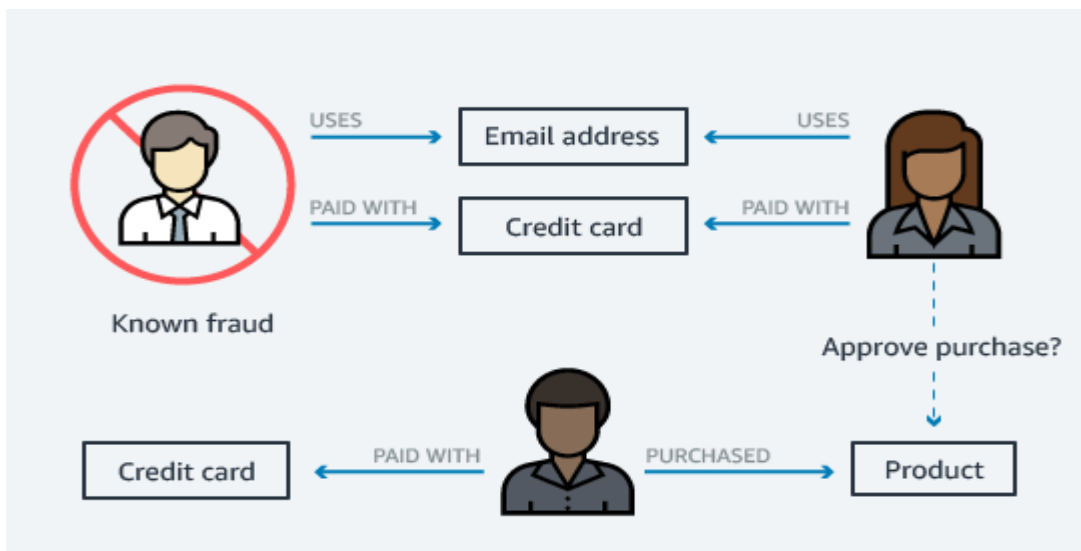 USES
Email address
USES
PAID WITH
Credit card
PAID WITH
Known fraud
Approve purchase?
Credit card
PAID WITH
PURCHASED
Product